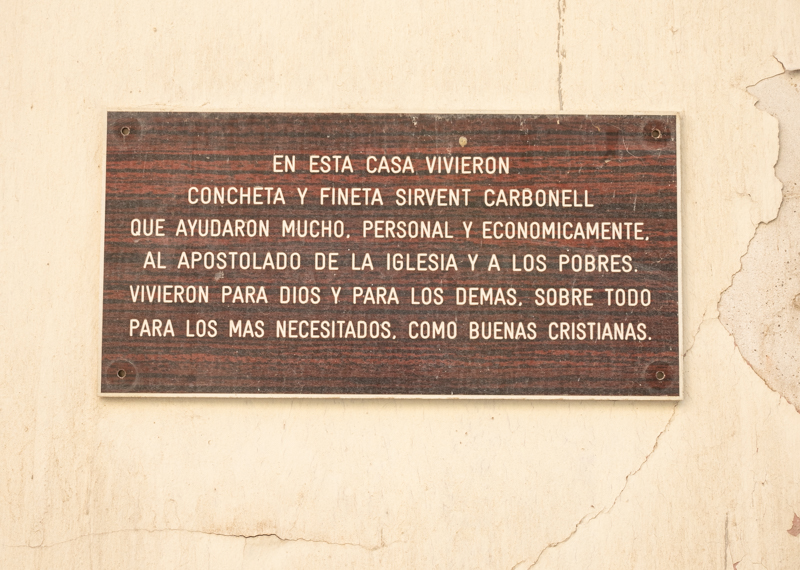 EN ESTA CASA VIVIERON
CONCHETA Y FINETA SIRVENT CARBONELL
QUE AYUDARON MUCHO, PERSONAL Y ECONOMICAMENTE,
AL APOSTOLADO DE LA IGLESIA Y A LOS POBRES.
VIVIERON PARA DIOS Y PARA LOS DEMAS, SOBRE TODO
PARA LOS MAS NECESITADOS, COMO BUENAS CRISTIANAS.